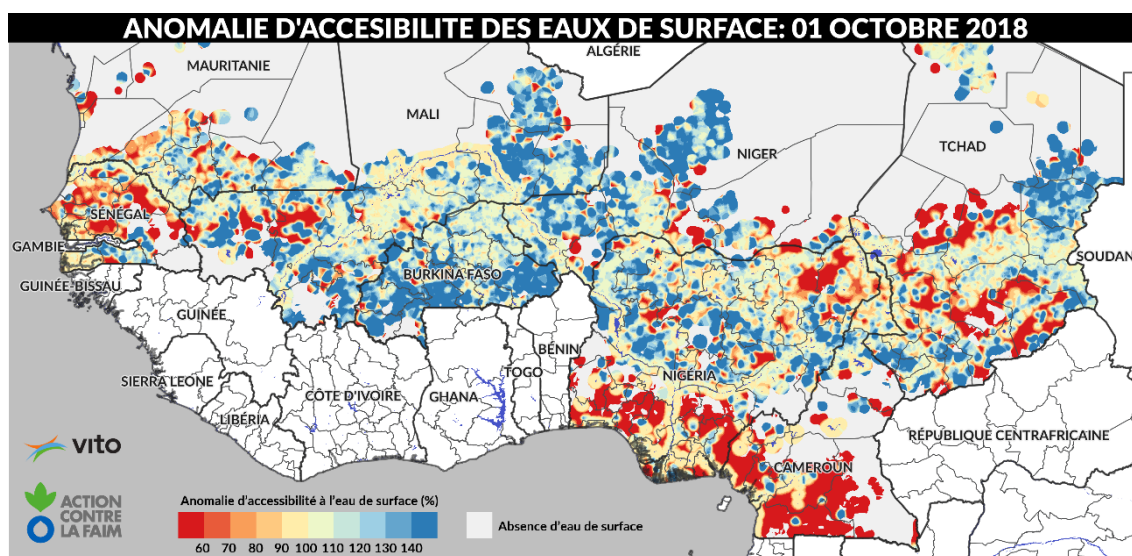 ANOMALIE D'ACCESIBILITE DES EAUX DE SURFACE: 01 OCTOBRE 2018
ALGÉRIE
MAURITANIE
MALI
NIGER
TCHAD
SÉNÉGAL
GAMBIE
SOUDAN
BURKINA FASO
GUINÉE-BISSAU
GUINÉE
BÉNIN
NIGÉRIA
TOGO
SIERRA LEONE
CÔTE D'IVOIRE
GHANA
LIBÉRIA
RÉPUBLIQUE CENTRAFRICAINE
vito
CAMEROUN
ACTION
CONTRE
LA FAIM
Anomalie d'accessibilité à l'eau de surface (%)
60 70 80 90 100 110 120 130 140
Absence d'eau de surface